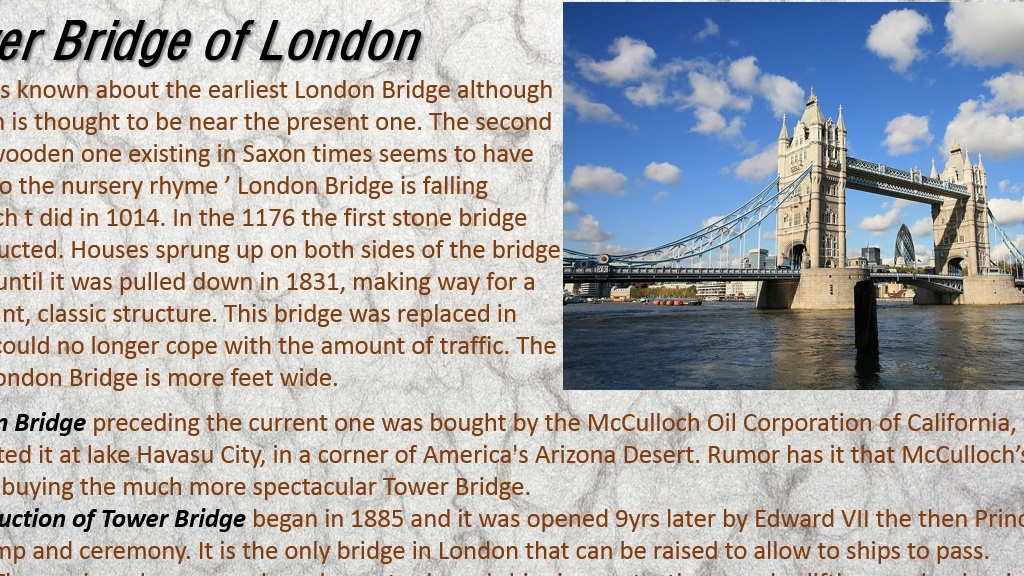 er Bridge of London
s known about the earliest London Bridge although
n is thought to be near the present one. The second
wooden one existing in Saxon times seems to have
o the nursery rhyme ’ London Bridge is falling
ch t did in 1014. In the 1176 the first stone bridge
ucted. Houses sprung up on both sides of the bridge
until it was pulled down in 1831, making way for a
nt, classic structure. This bridge was replaced in
could no longer cope with the amount of traffic. The
ondon Bridge is more feet wide.
n Bridge preceding the current one was bought by the McCulloch Oil Corporation of California,
ted it at lake Havasu City, in a corner of America's Arizona Desert. Rumor has it that McCulloch’s
buying the much more spectacular Tower Bridge.
uction of Tower Bridge began in 1885 and it was opened 9yrs later by Edward VII the then Princ
mp and ceremony. It is the only bridge in London that can be raised to allow to ships to pass.